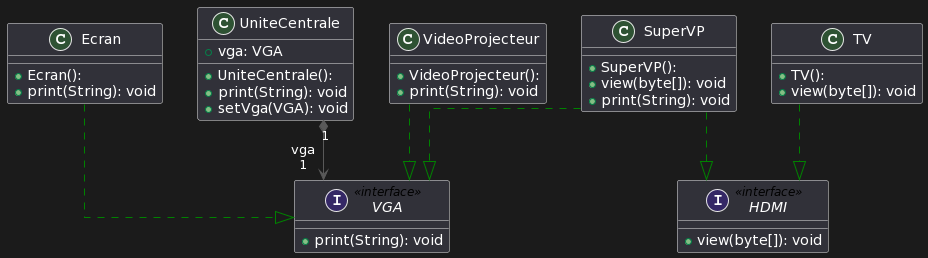 C Ecran
Ecran():
print(String): void
C UniteCentrale
vga: VGA
UniteCentrale():
print(String): void
setVga(VGA): void
C VideoProjecteur
VideoProjecteur():
print(String): void
C SuperVP
SuperVP():
view(byte[]): void
print(String): void
C TV
TV():
view(byte[]): void
1
vga
1
«interface»
I VGA
print(String): void
«interface»
I HDMI
view(byte[]): void